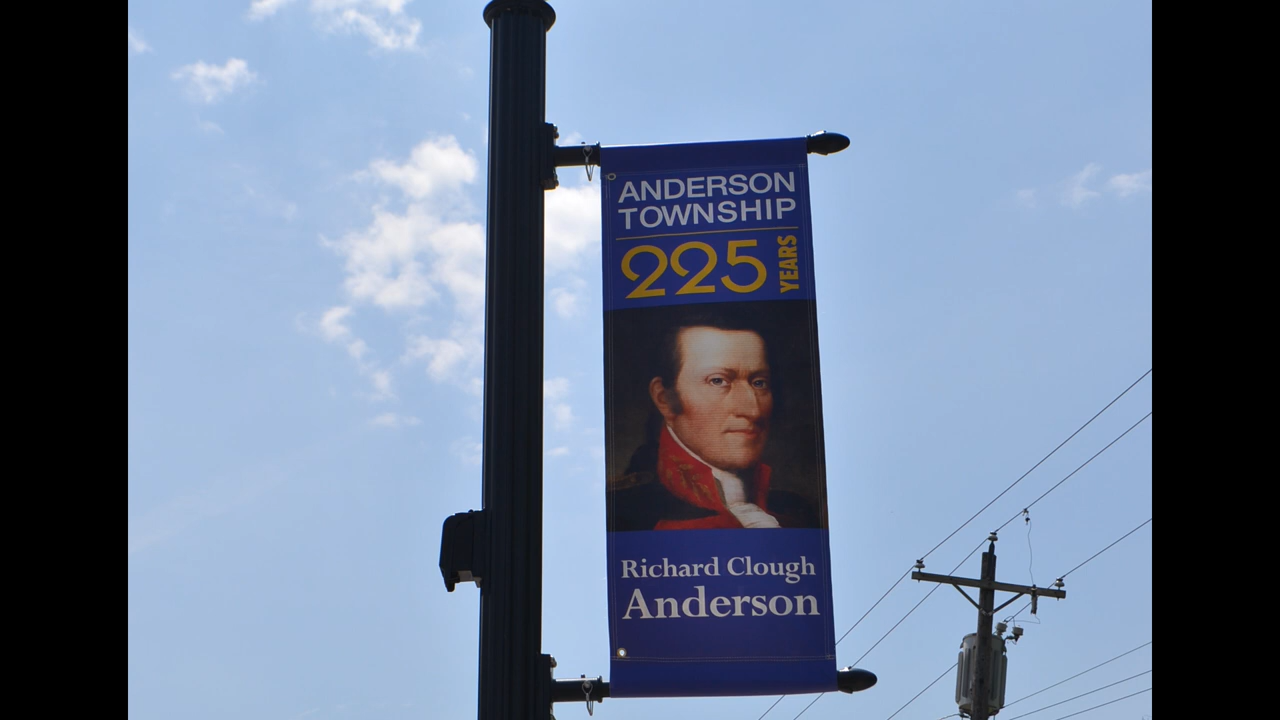 ANDERSON
TOWNSHIP
225 YEARS
Richard Clough
Anderson